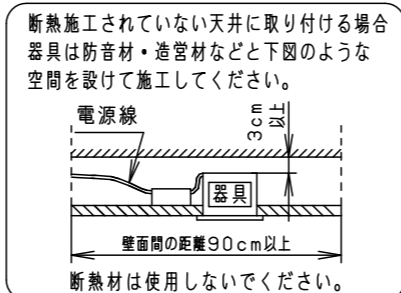 断熱施工されていない天井に取り付ける場合
器具は防音材・造営材などと下図のような
空間を設けて施工してください。
電源線
3cm
以上
器具
壁面間の距離90cm以上
断熱材は使用しないでください。